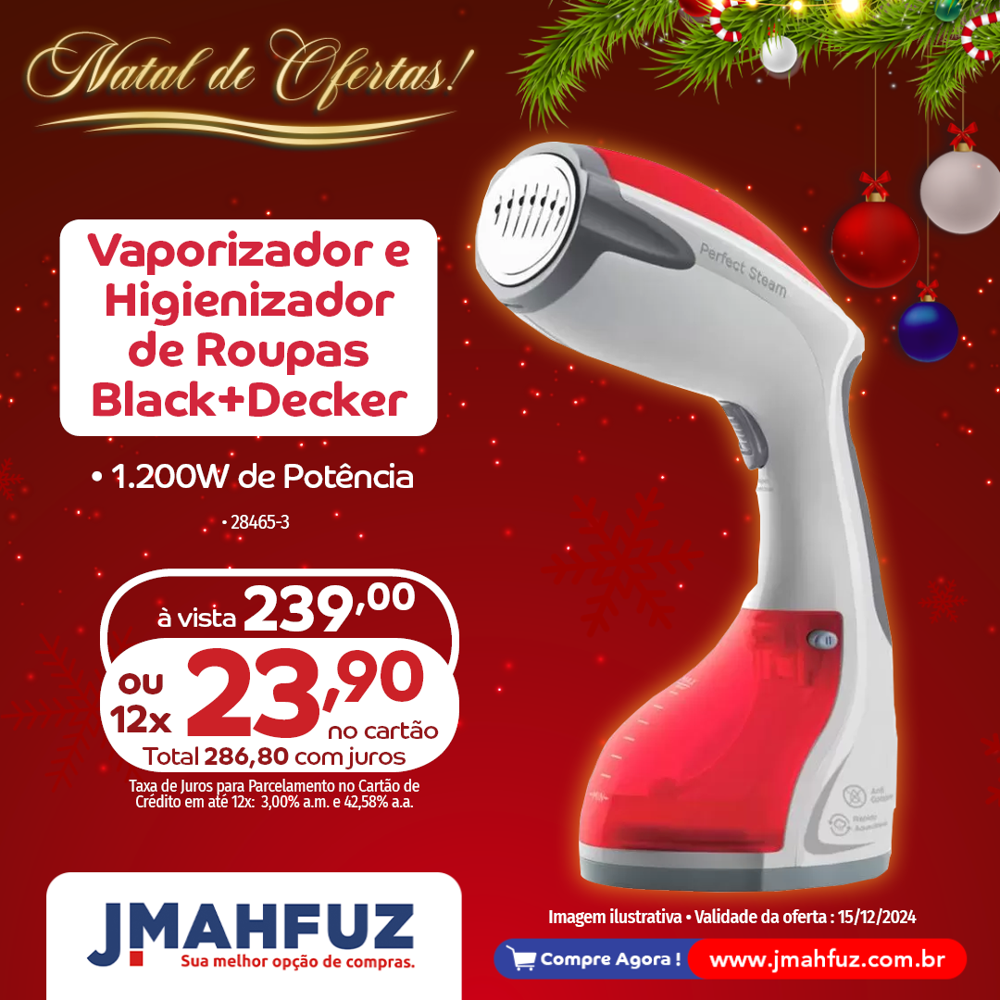 Natal de Ofertas!
Vaporizador e
Higienizador
de Roupas
Black+Decker
• 1.200W de Potência
• 28465-3
à vista 239,00
ou
12x 23,90
no cartão
Total 286,80 com juros
Taxa de Juros para Parcelamento no Cartão de
Crédito em até 12x: 3,00% a.m. e 42,58% a.a.
JMAHFUZ
Sua melhor opção de compras.
Perfect Steam
MIN
Anti
Rápido
Imagem ilustrativa • Validade da oferta : 15/12/2024
Compre Agora !
www.jmahfuz.com.br